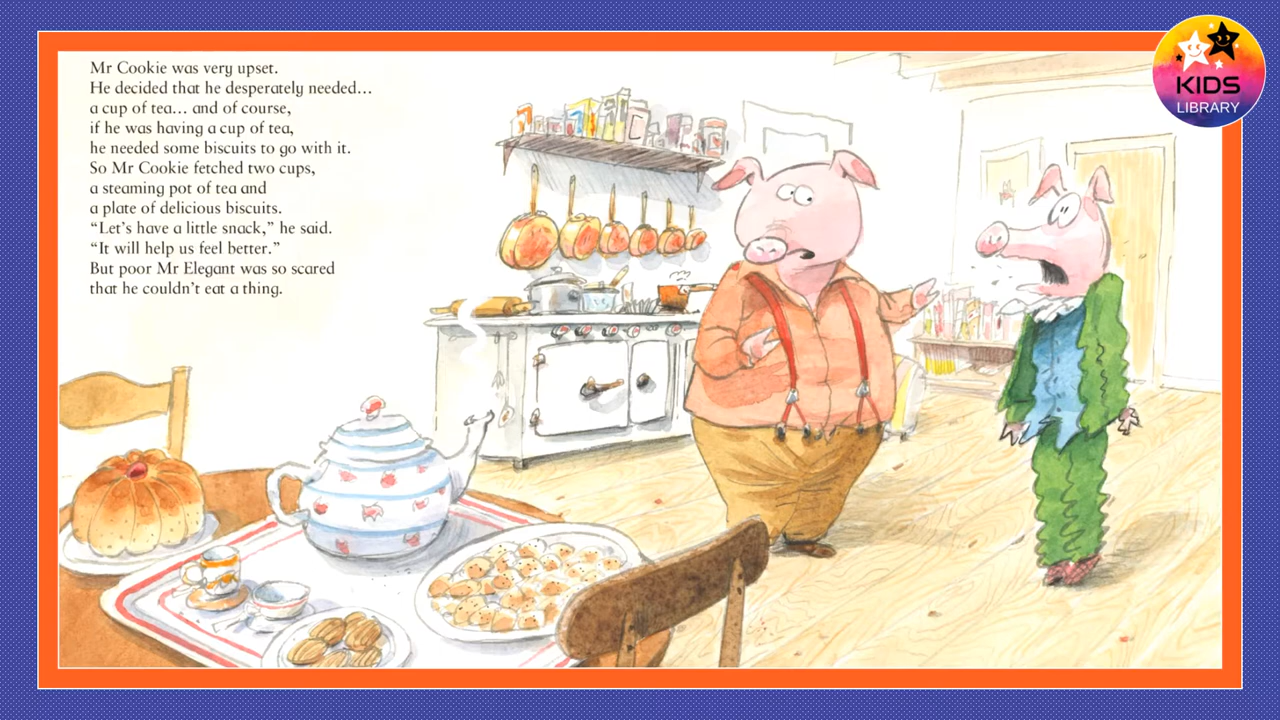 Mr Cookie was very upset.
He decided that he desperately needed...
a cup of tea... and of course,
if he was having a cup of tea,
he needed some biscuits to go with it.
So Mr Cookie fetched two cups,
a steaming pot of tea and
a plate of delicious biscuits.
“Let’s have a little snack,” he said.
“It will help us feel better.”
But poor Mr Elegant was so scared
that he couldn’t eat a thing.
KIDS
LIBRARY